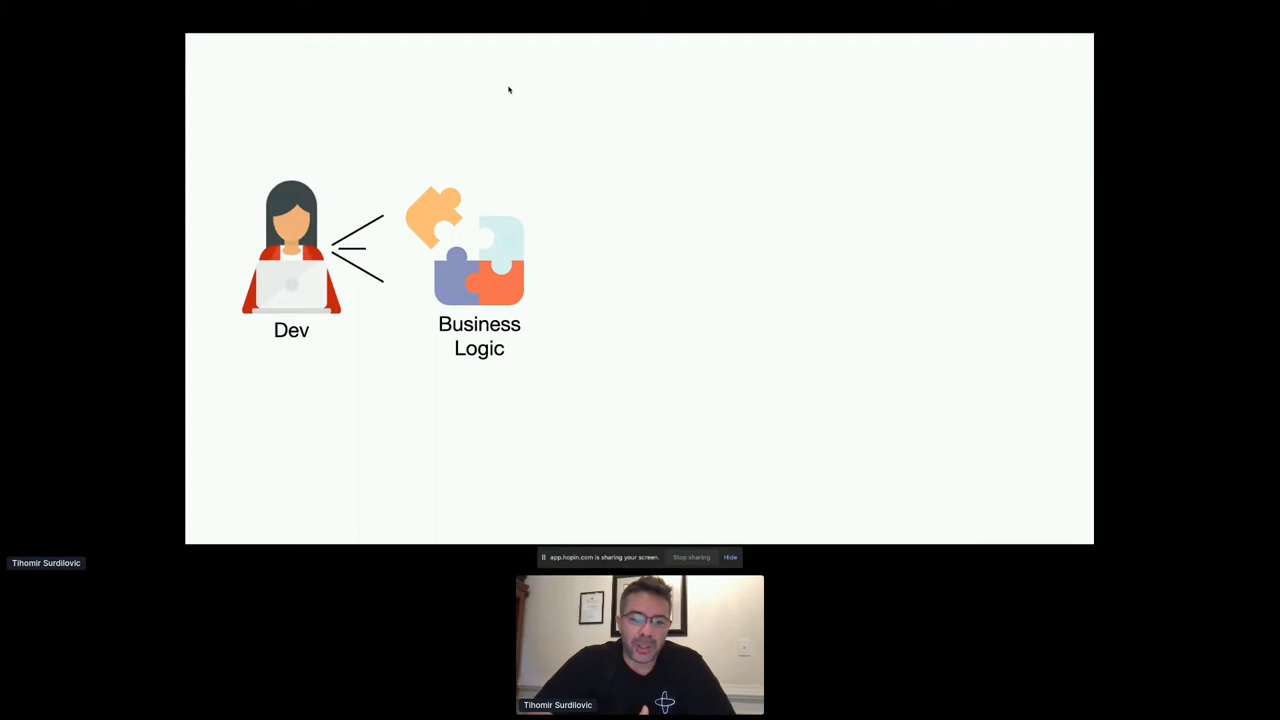 Dev
Business
Logic
Tihomir Surdilovic
app.hopin.com is sharing your screen.
Stop sharing
Hide
Tihomir Surdilovic